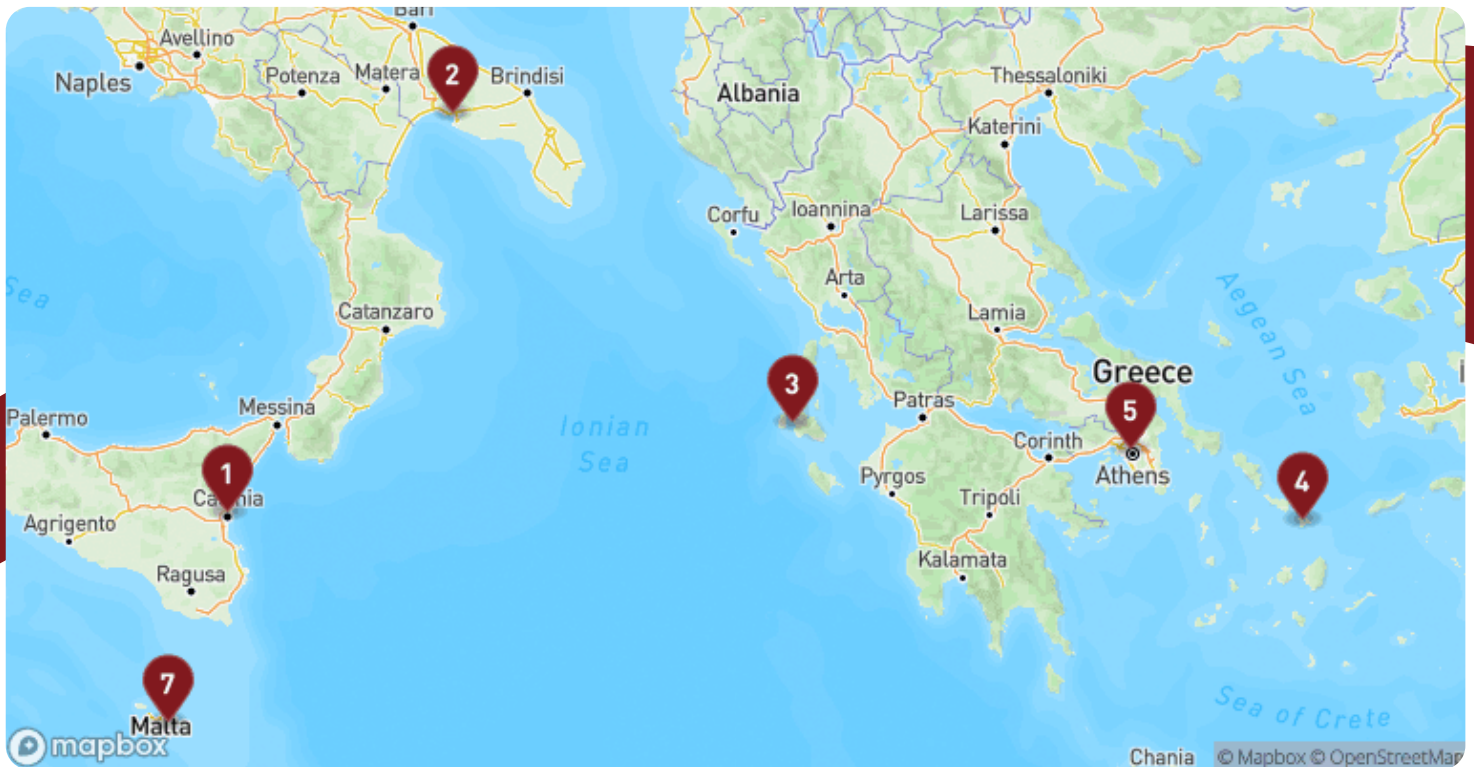 Bari
Avellino
Naples
Potenza
Matera
2
Brindisi
Albania
Thessaloniki
Katerini
Corfu
Ioannina
Larissa
Sea
Arta
Aegean Sea
Catanzaro
Lamia
3
Greece
Palermo
Messina
Patras
5
Ionian
Sea
Corinth
1
Catania
Pyrgos
Athens
4
Agrigento
Tripoli
Ragusa
Kalamata
7
Malta
Sea of Crete
mapbox
Chania
© Mapbox © OpenStreetMap